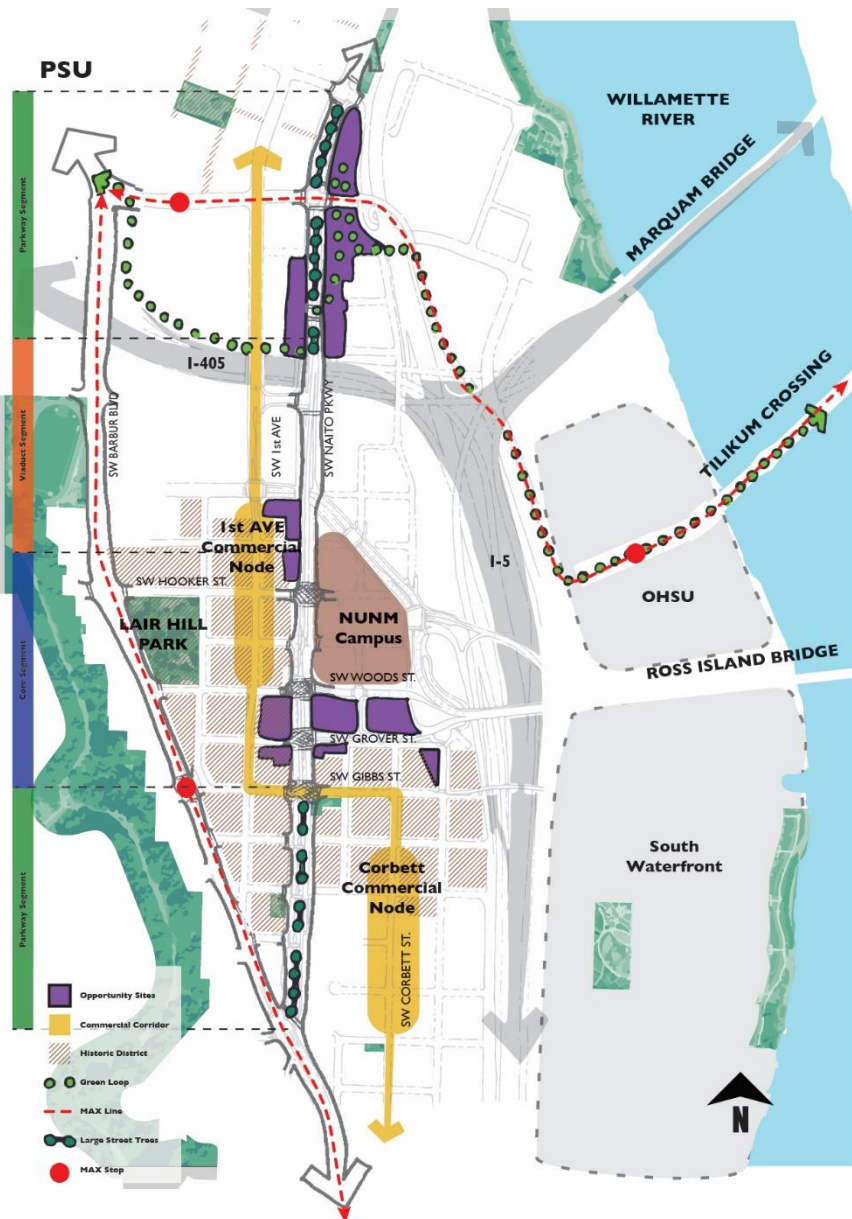 PSU
WILLAMETTE
RIVER
MARQUAM BRIDGE
Parkway Segment
I-405
SW BARBUR BLVD
SW 1st AVE
SW NAITO PKWY
TILIKUM CROSSING
Viaduct Segment
1st AVE
Commercial
Node
I-5
SW HOOKER ST.
OHSU
LAIR HILL
PARK
NUNM
Campus
Core Segment
ROSS ISLAND BRIDGE
SW WOODS ST.
SW GROVER ST.
SW GIBBS ST.
South
Waterfront
Corbett
Commercial
Node
Parkway Segment
SW CORBETT ST.
Opportunity Sites
Commercial Corridor
Historic District
Green Loop
MAX Line
Large Street Trees
MAX Stop
N